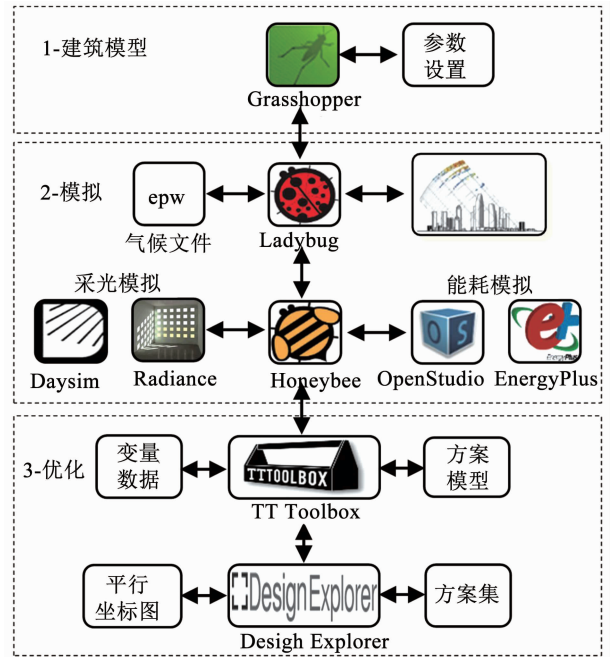 1-建筑模型
参数
设置
Grasshopper
2-模拟
epw
气候文件
Ladybug
采光模拟
能耗模拟
OS
e+
EnergyPlus
Daysim
Radiance
Honeybee
OpenStudio
EnergyPlus
3-优化
变量
数据
TTTOOLBOX
方案
模型
TT Toolbox
平行
坐标图
[]DesignExplorer
方案集
Desigh Explorer